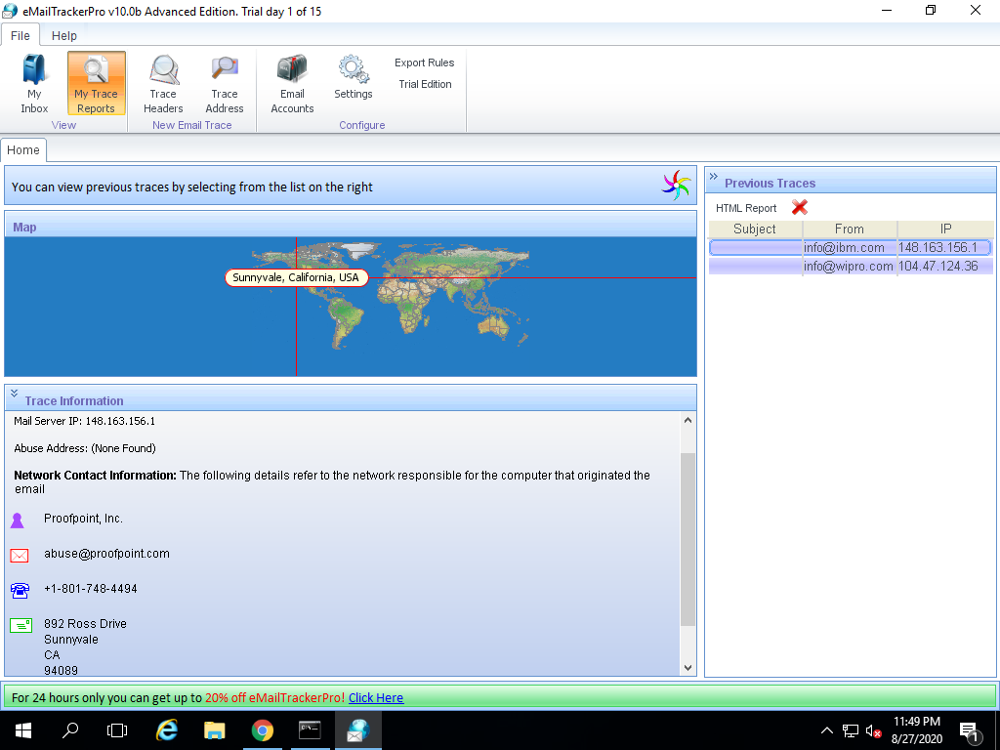 eMailTrackerPro v10.0b Advanced Edition. Trial day 1 of 15
File Help
My Inbox
My Trace Reports
View
Trace Headers
Trace Address
New Email Trace
Email Accounts
Settings
Export Rules
Trial Edition
Configure
Home
You can view previous traces by selecting from the list on the right
Map
Sunnyvale, California, USA
Trace Information
Mail Server IP: 148.163.156.1
Abuse Address: (None Found)
Network Contact Information: The following details refer to the network responsible for the computer that originated the
email
Proofpoint, Inc.
abuse@proofpoint.com
+1-801-748-4494
892 Ross Drive
Sunnyvale
CA
94089
Previous Traces
HTML Report
Subject From IP
info@ibm.com 148.163.156.1
info@wipro.com 104.47.124.36
For 24 hours only you can get up to 20% off eMailTrackerPro! Click Here
11:49 PM
8/27/2020
1